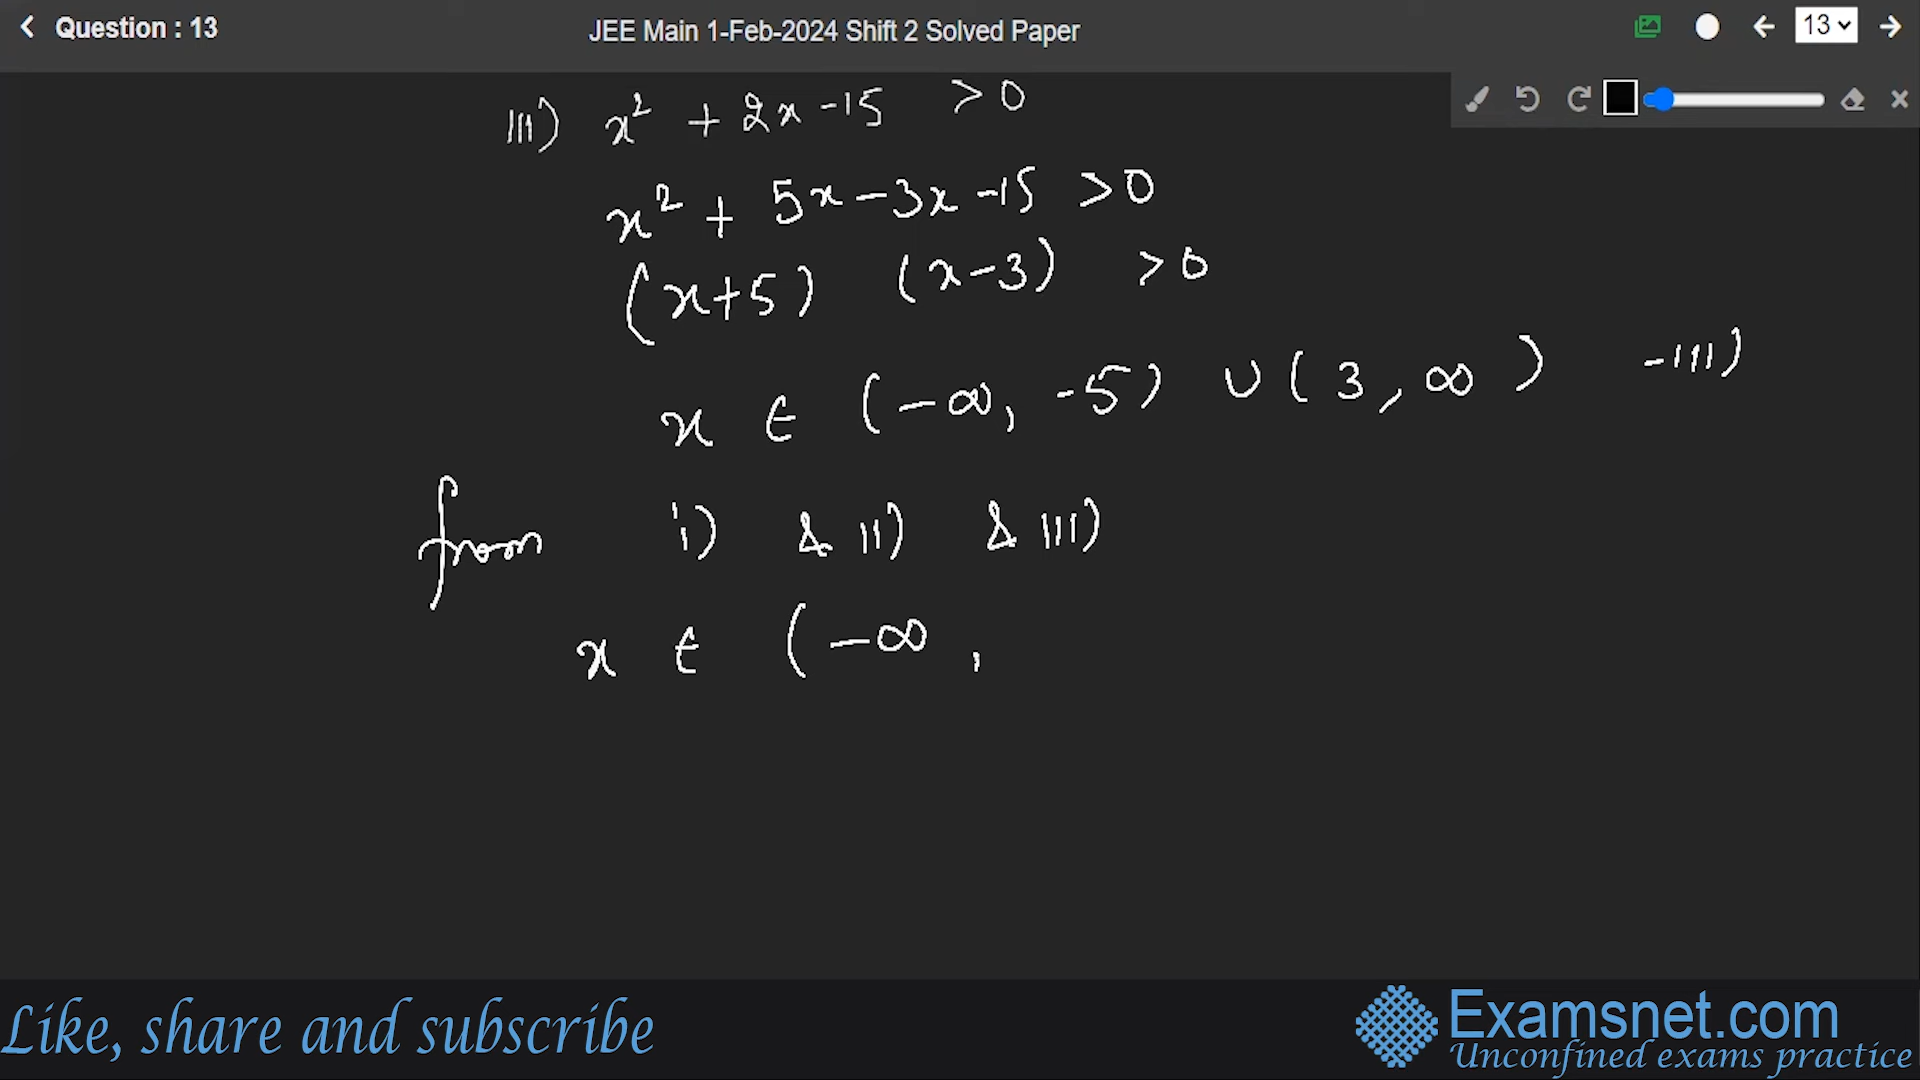 Question : 13
JEE Main 1-Feb-2024 Shift 2 Solved Paper
13
III) x² + 2x -15 > 0
x² + 5x - 3x -15 > 0
(x+5) (x-3) > 0
x ∈ (-∞, -5) ∪ (3, ∞) -III)
from i) & II) & III)
x ∈ (-∞ ,
Like, share and subscribe
Examsnet.com
Unconfined exams practice